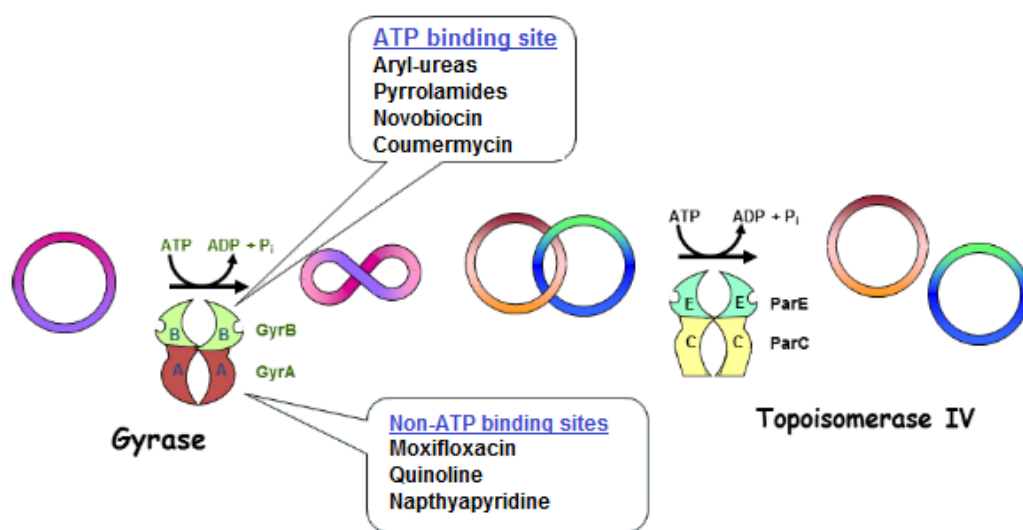 ATP binding site
Aryl-ureas
Pyrrolamides
Novobiocin
Coumermycin
ATP ADP + Pi
B B GyrB
A A GyrA
Gyrase
ATP ADP + Pi
E E ParE
C C ParC
Topoisomerase IV
Non-ATP binding sites
Moxifloxacin
Quinoline
Napthyapyridine